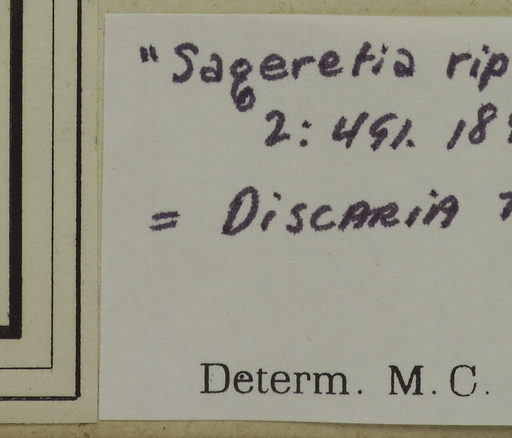 "Sageretia rip
2: 491. 18
= DiscARiA
Determ. M. C.